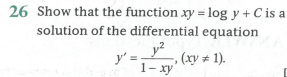 26 Show that the function xy = log y + C is a
solution of the differential equation
y' = y²/(1 – xy), (xy ≠ 1).